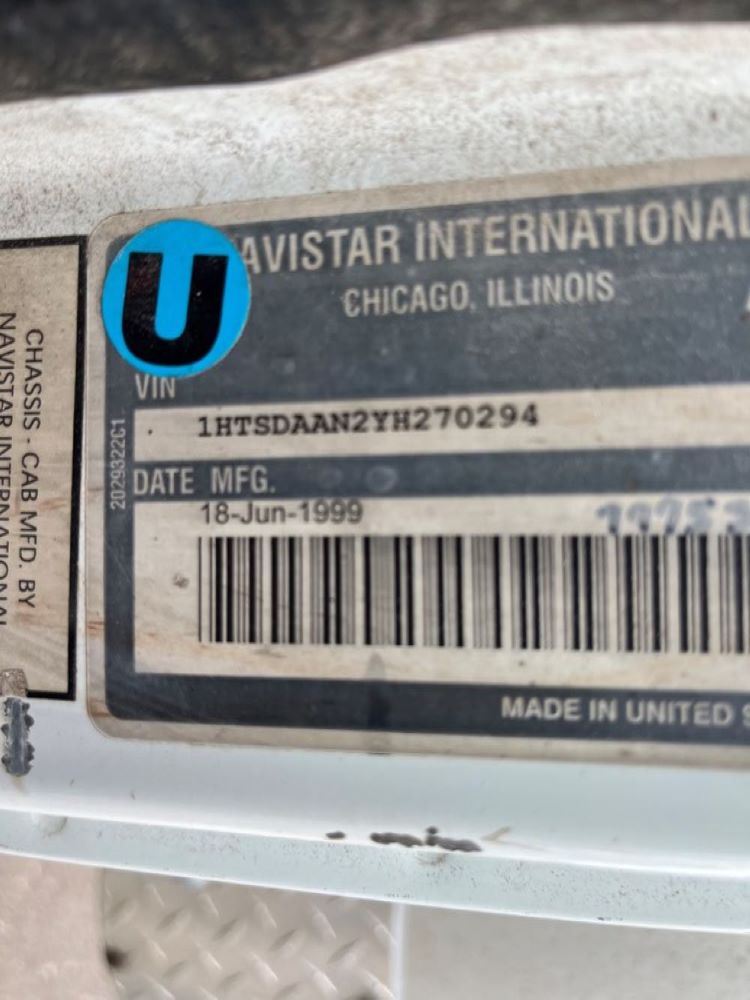 U
AVISTAR INTERNATIONAL
CHICAGO, ILLINOIS
VIN
1HTSDAAN2YH270294
2029322C1
DATE MFG.
18-Jun-1999
MADE IN UNITED
CHASSIS - CAB MFD. BY
NAVISTAR INTERNATIONAL